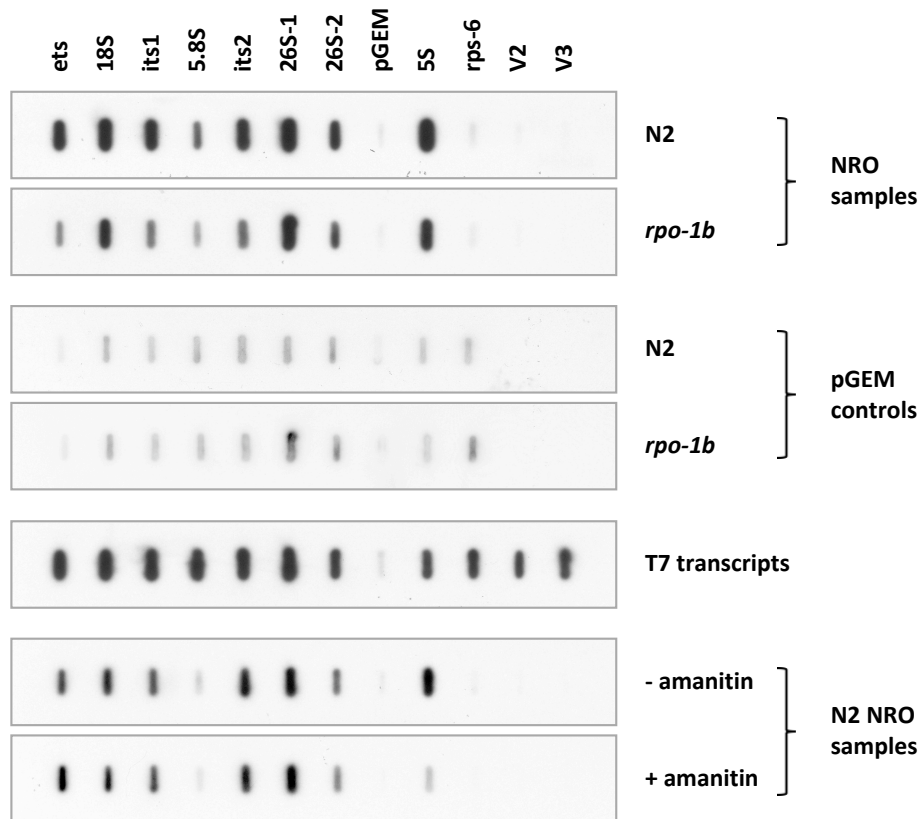 ets 18S its1 5.8S its2 26S-1 26S-2 pGEM 5S rps-6 V2 V3
N2
rpo-1b
NRO
samples
N2
rpo-1b
pGEM
controls
T7 transcripts
- amanitin
+ amanitin
N2 NRO
samples